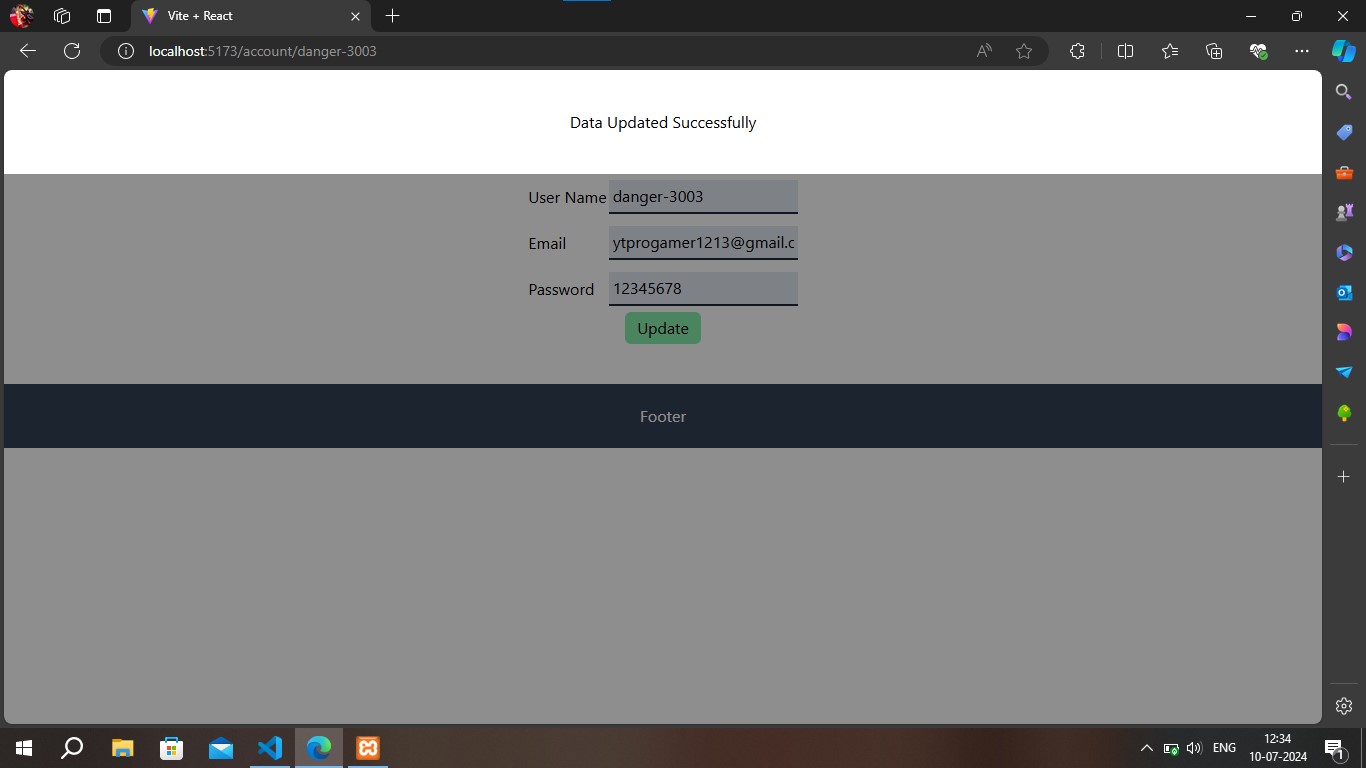 Vite + React
localhost:5173/account/danger-3003
Data Updated Successfully
User Name danger-3003
Email ytprogamer1213@gmail.c
Password 12345678
Update
Footer
ENG
12:34
10-07-2024
1